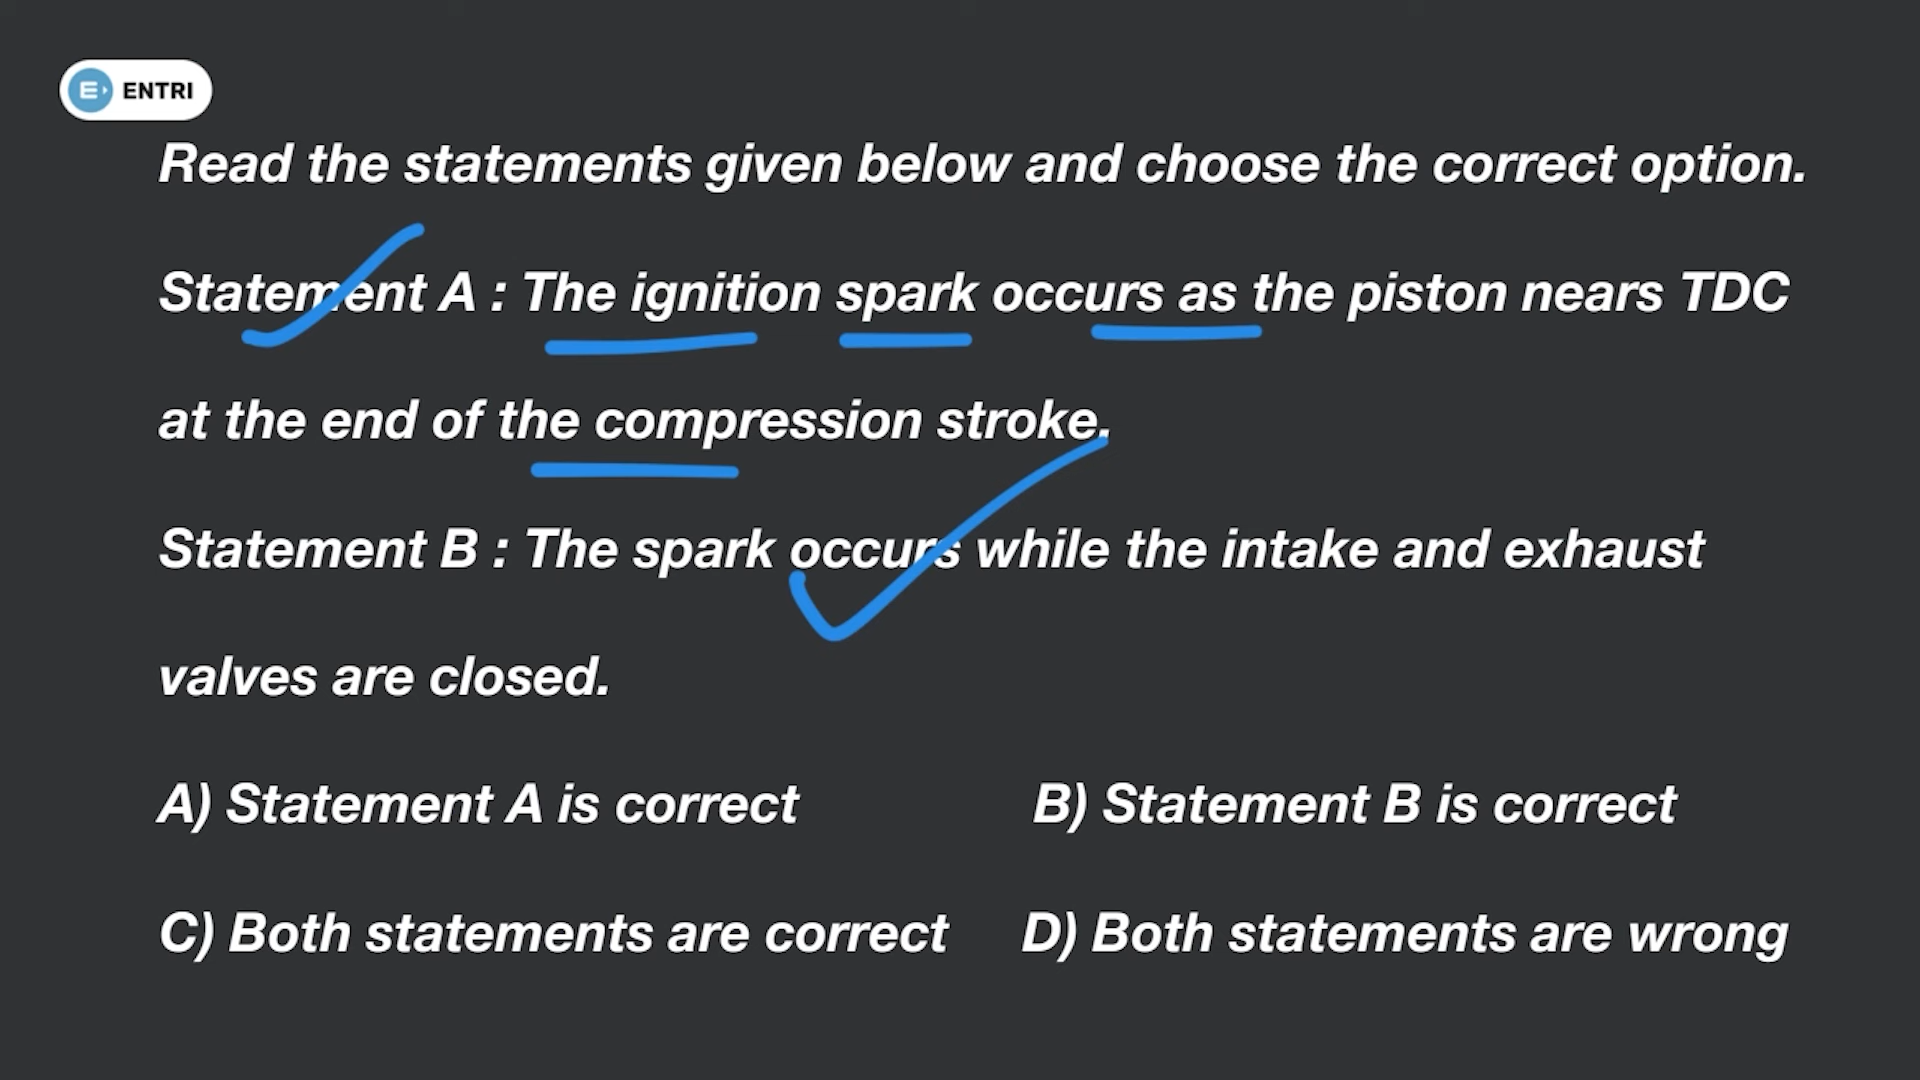 ENTRI
Read the statements given below and choose the correct option.
Statement A : The ignition spark occurs as the piston nears TDC
at the end of the compression stroke.
Statement B : The spark occurs while the intake and exhaust
valves are closed.
A) Statement A is correct B) Statement B is correct
C) Both statements are correct D) Both statements are wrong